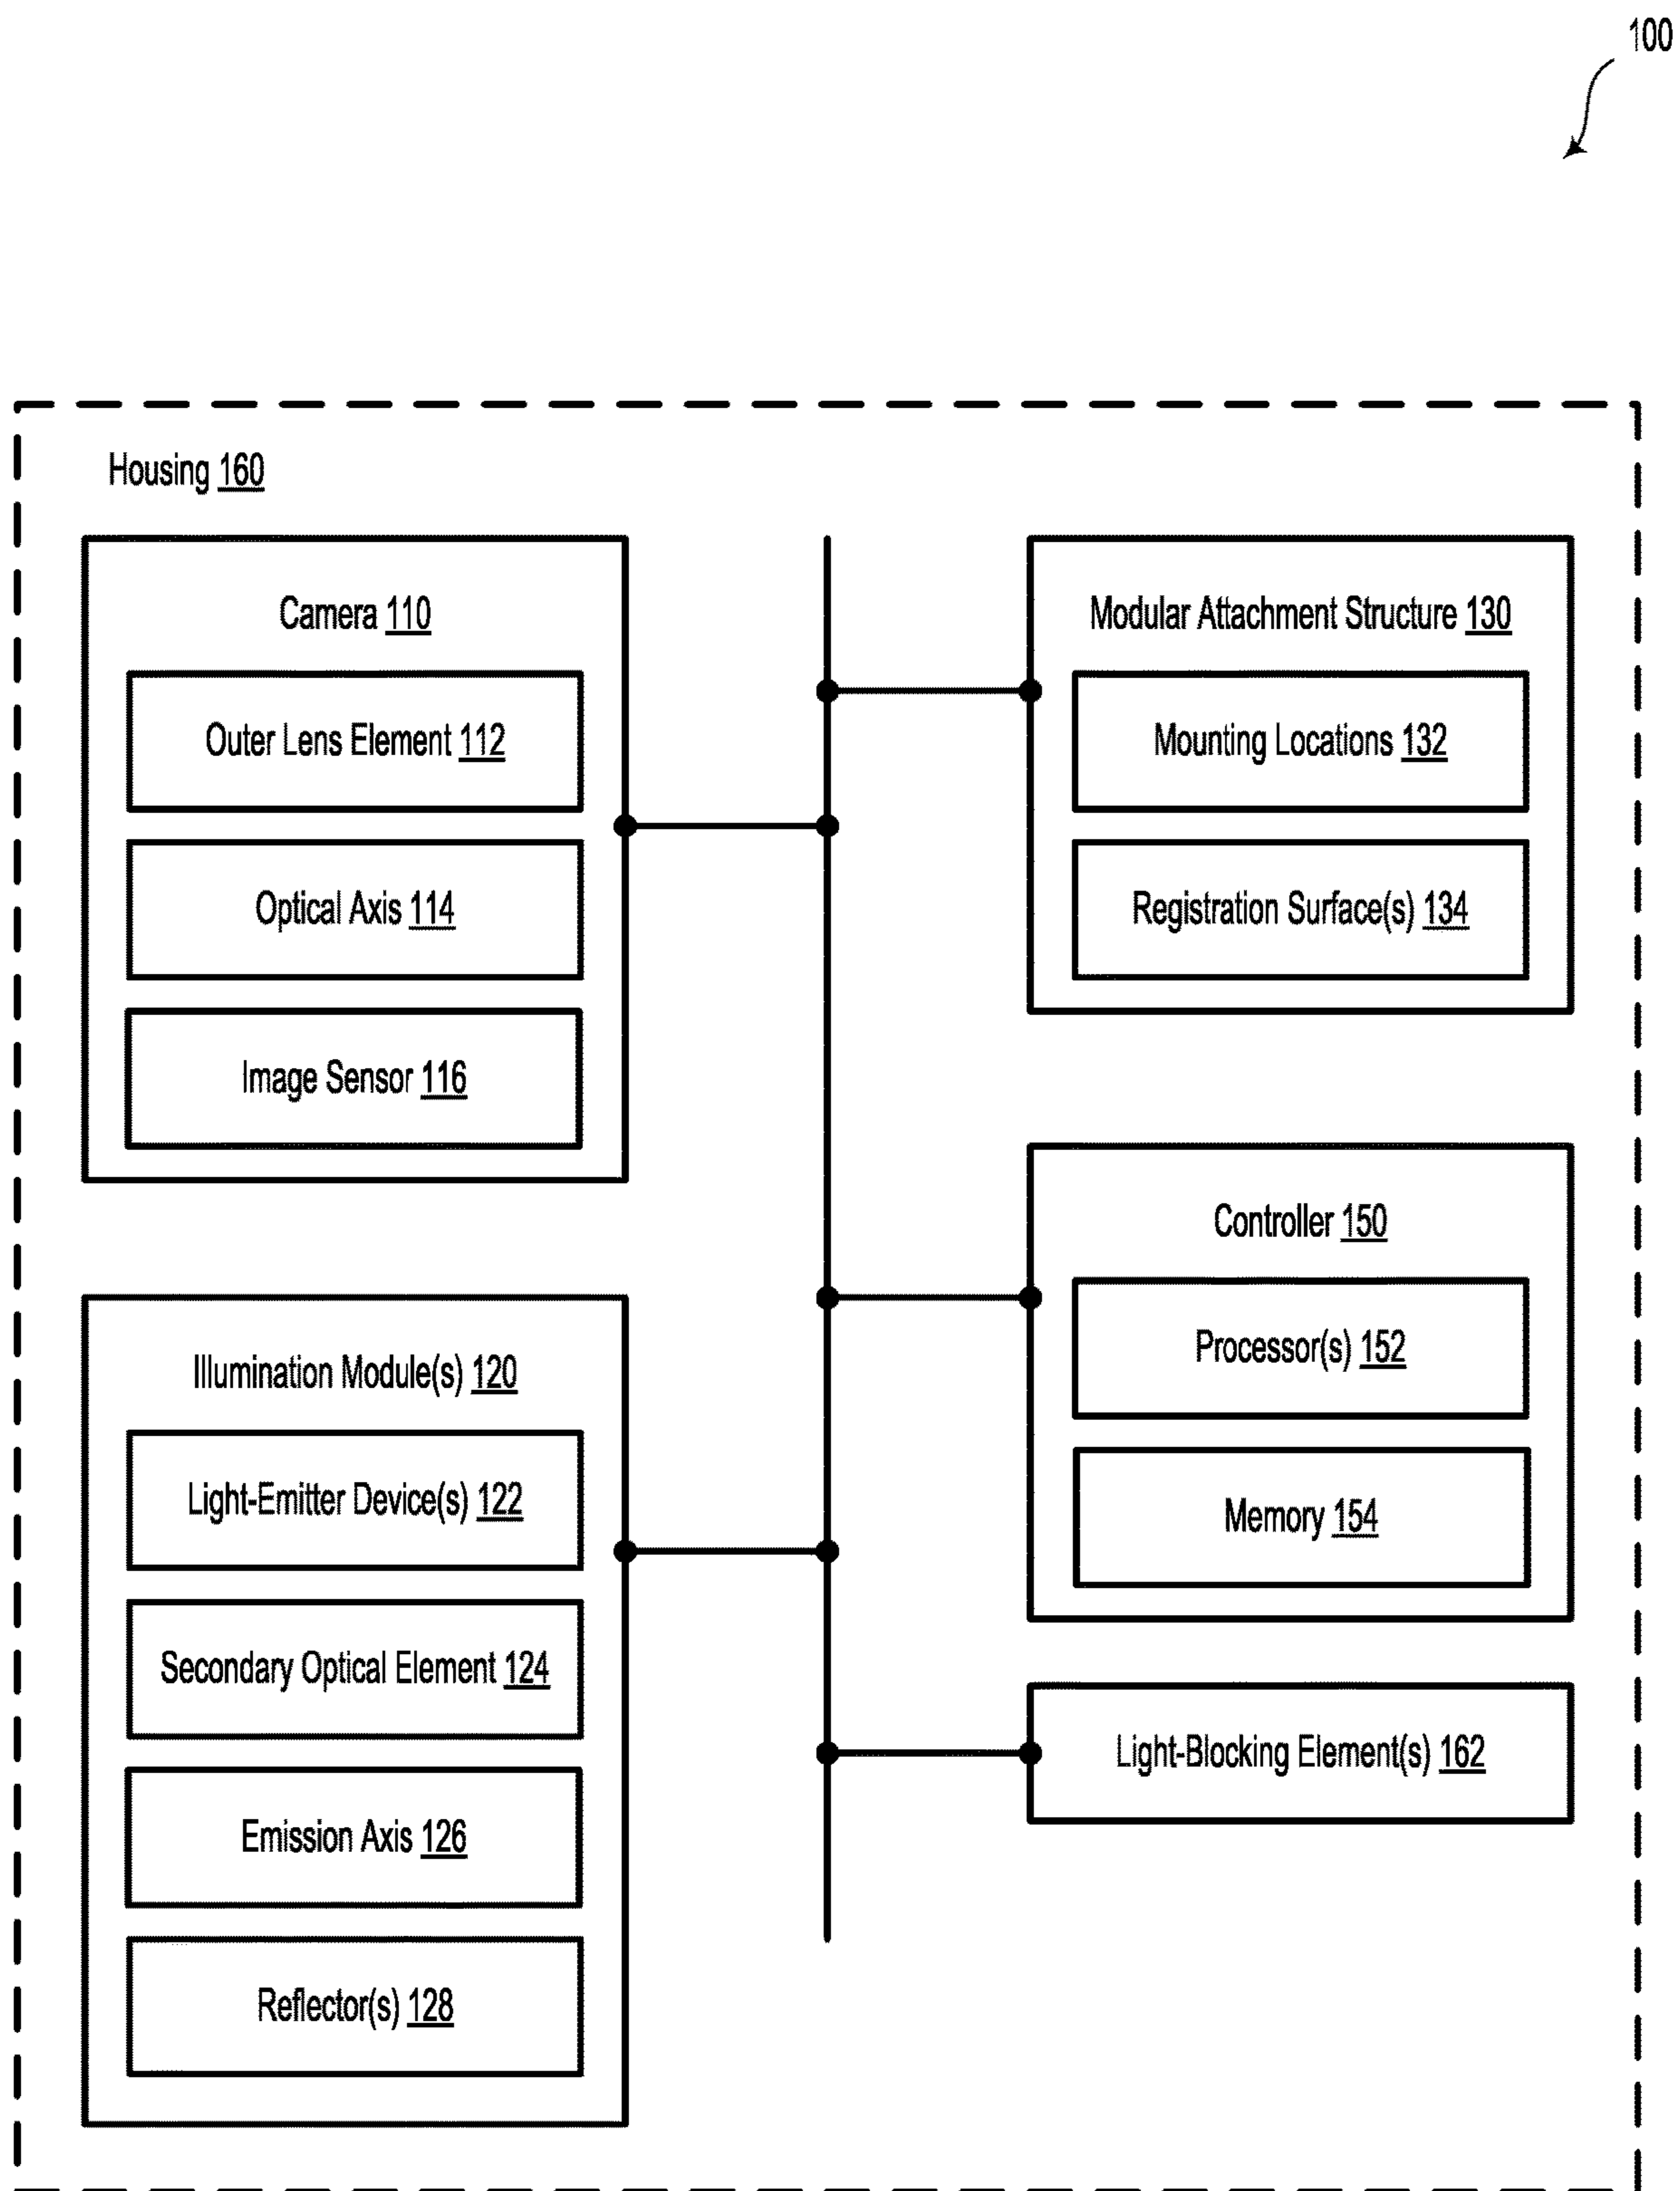 100
Housing 160
Camera 110
Outer Lens Element 112
Optical Axis 114
Image Sensor 116
Illumination Module(s) 120
Light-Emitter Device(s) 122
Secondary Optical Element 124
Emission Axis 126
Reflector(s) 128
Modular Attachment Structure 130
Mounting Locations 132
Registration Surface(s) 134
Controller 150
Processor(s) 152
Memory 154
Light-Blocking Element(s) 162